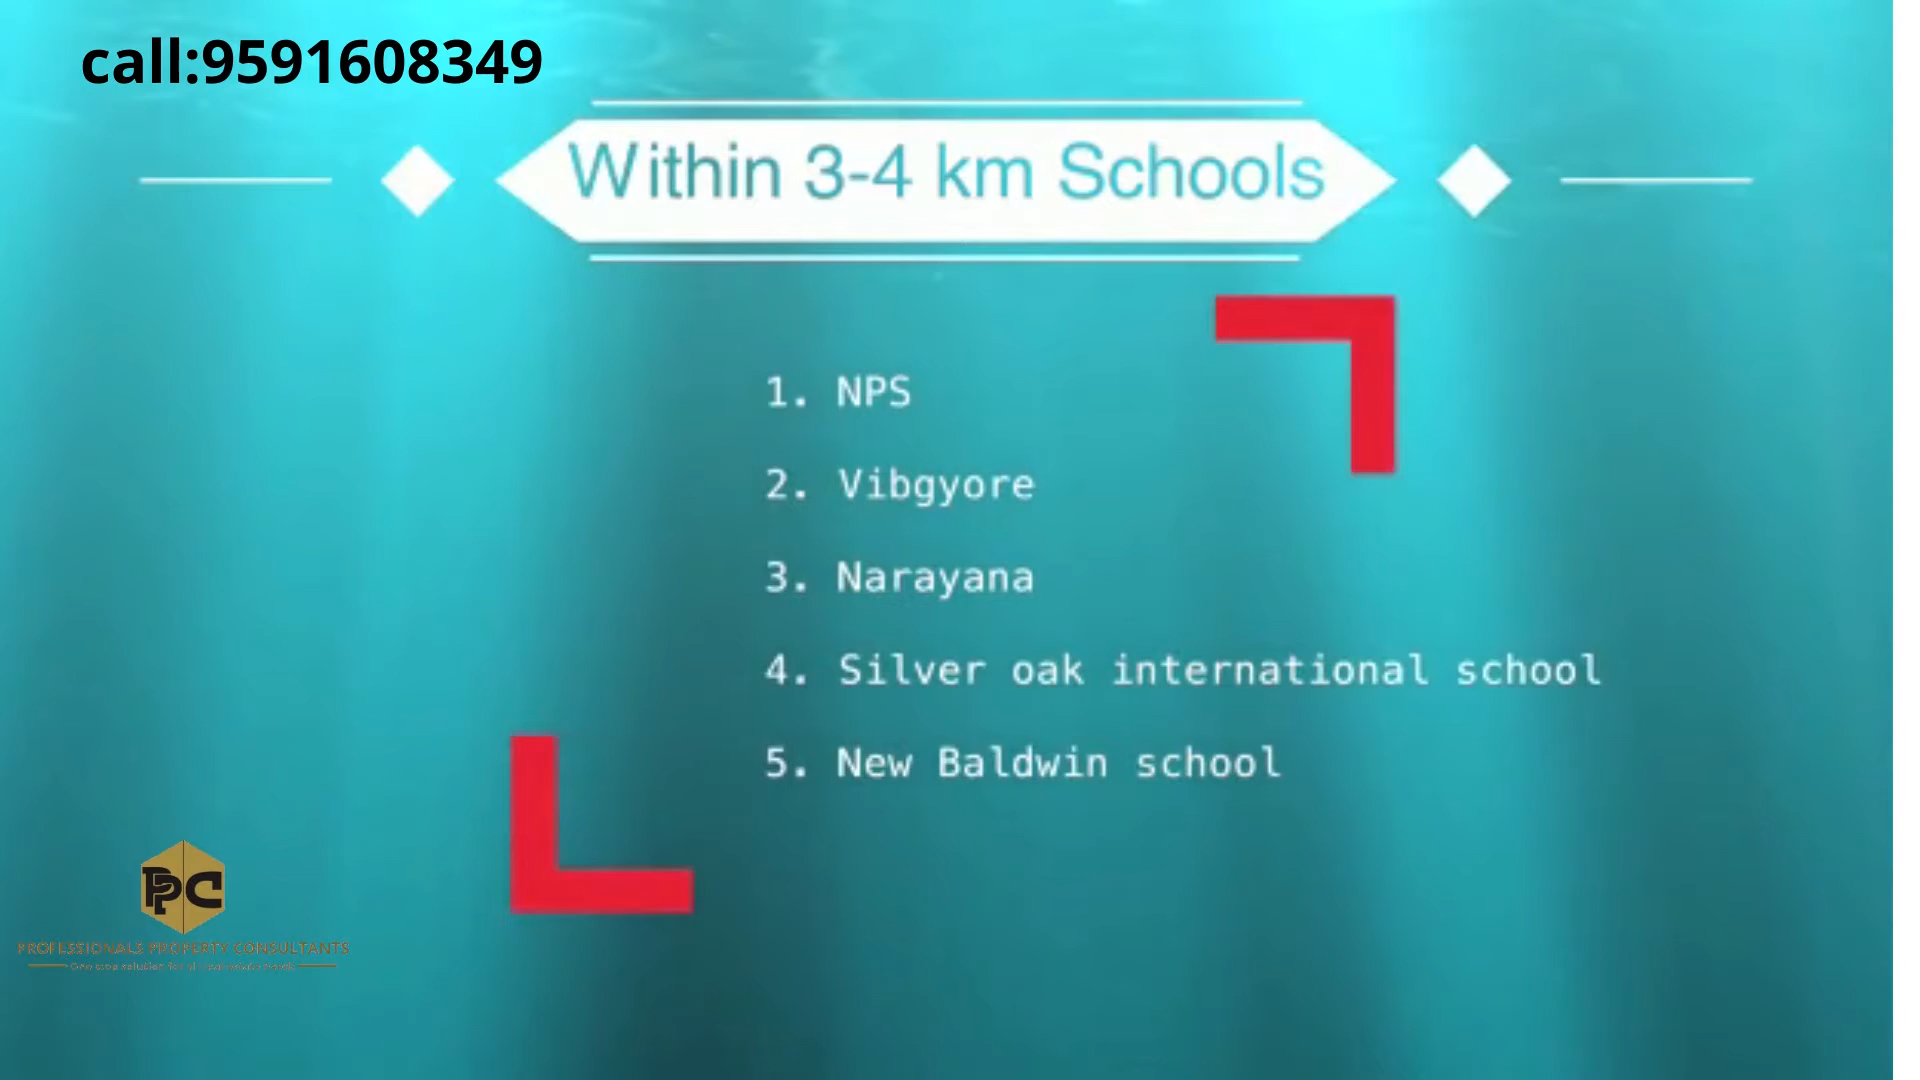 call:9591608349
Within 3-4 km Schools
1. NPS
2. Vibgyore
3. Narayana
4. Silver oak international school
5. New Baldwin school
PPC
PROFESSIONALS PROPERTY CONSULTANTS